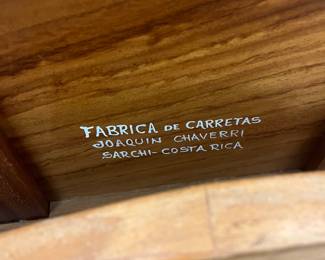 FABRICA DE CARRETAS
JOAQUIN CHAVERRI
SARCHI-COSTA RICA